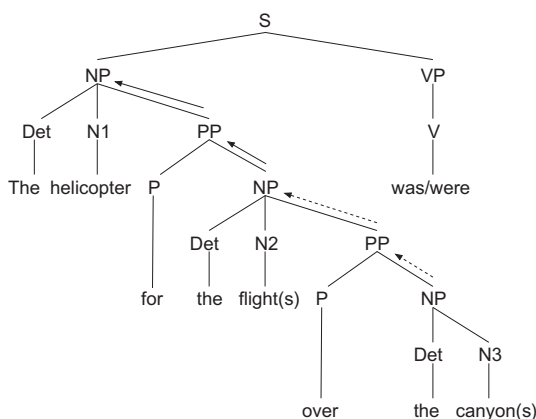 S
NP VP
Det N1 PP V
The helicopter P NP was/were
Det N2 PP
for the flight(s) P NP
Det N3
over the canyon(s)